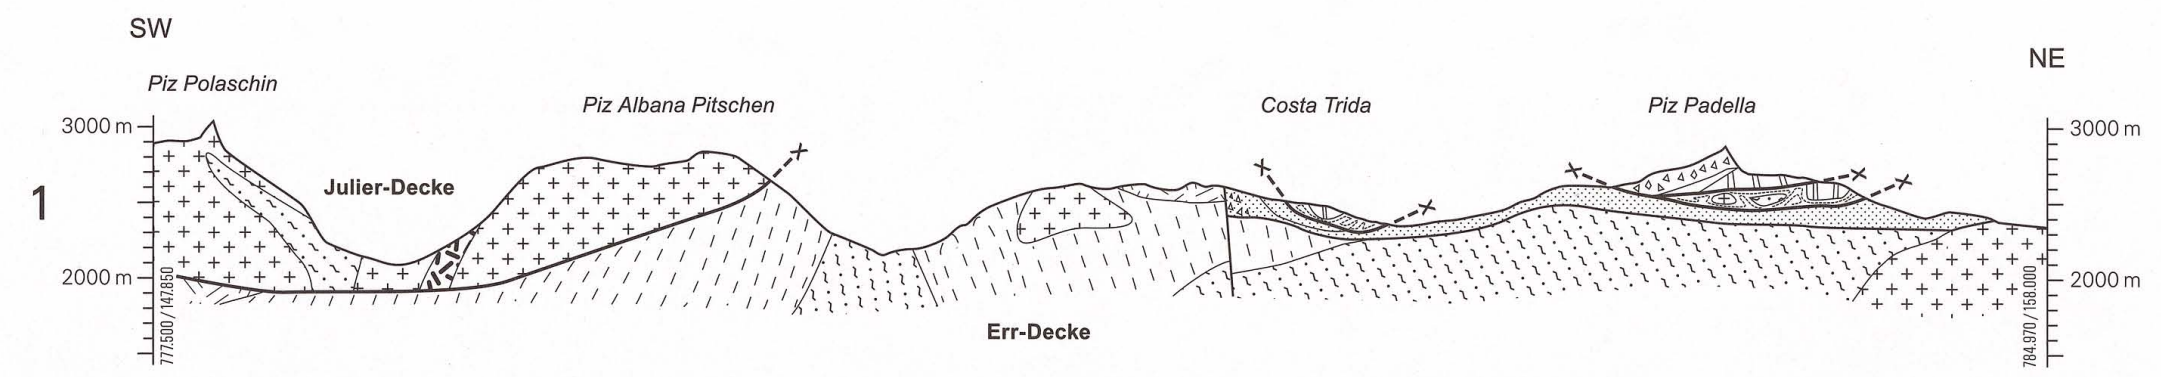 SW
NE
Piz Polaschin
Piz Albana Pitschen
Costa Trida
Piz Padella
3000 m
3000 m
Julier-Decke
1
2000 m
2000 m
777.500 / 147.850
784.970 / 158.000
Err-Decke